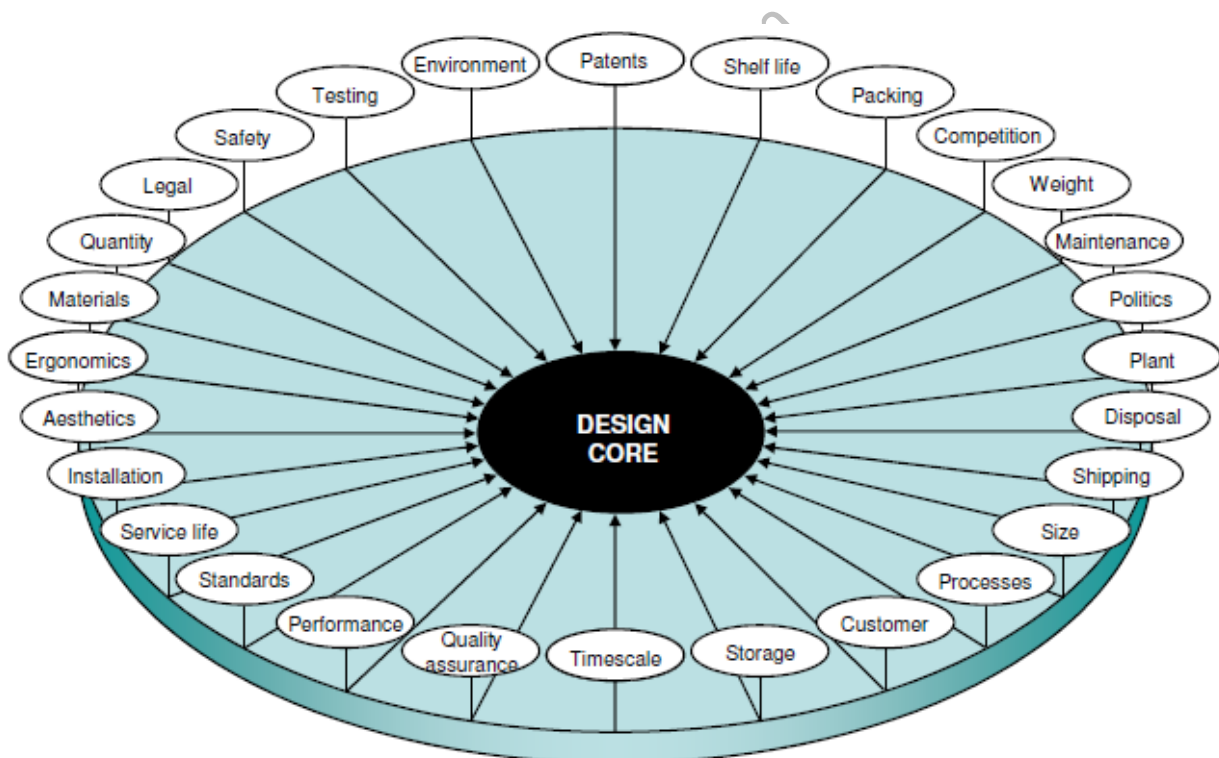 Patents
Shelf life
Environment
Packing
Testing
Competition
Safety
Weight
Legal
Maintenance
Quantity
Politics
Materials
Plant
Ergonomics
Disposal
Aesthetics
DESIGN
CORE
Shipping
Installation
Size
Service life
Processes
Standards
Customer
Performance
Storage
Quality
assurance
Timescale